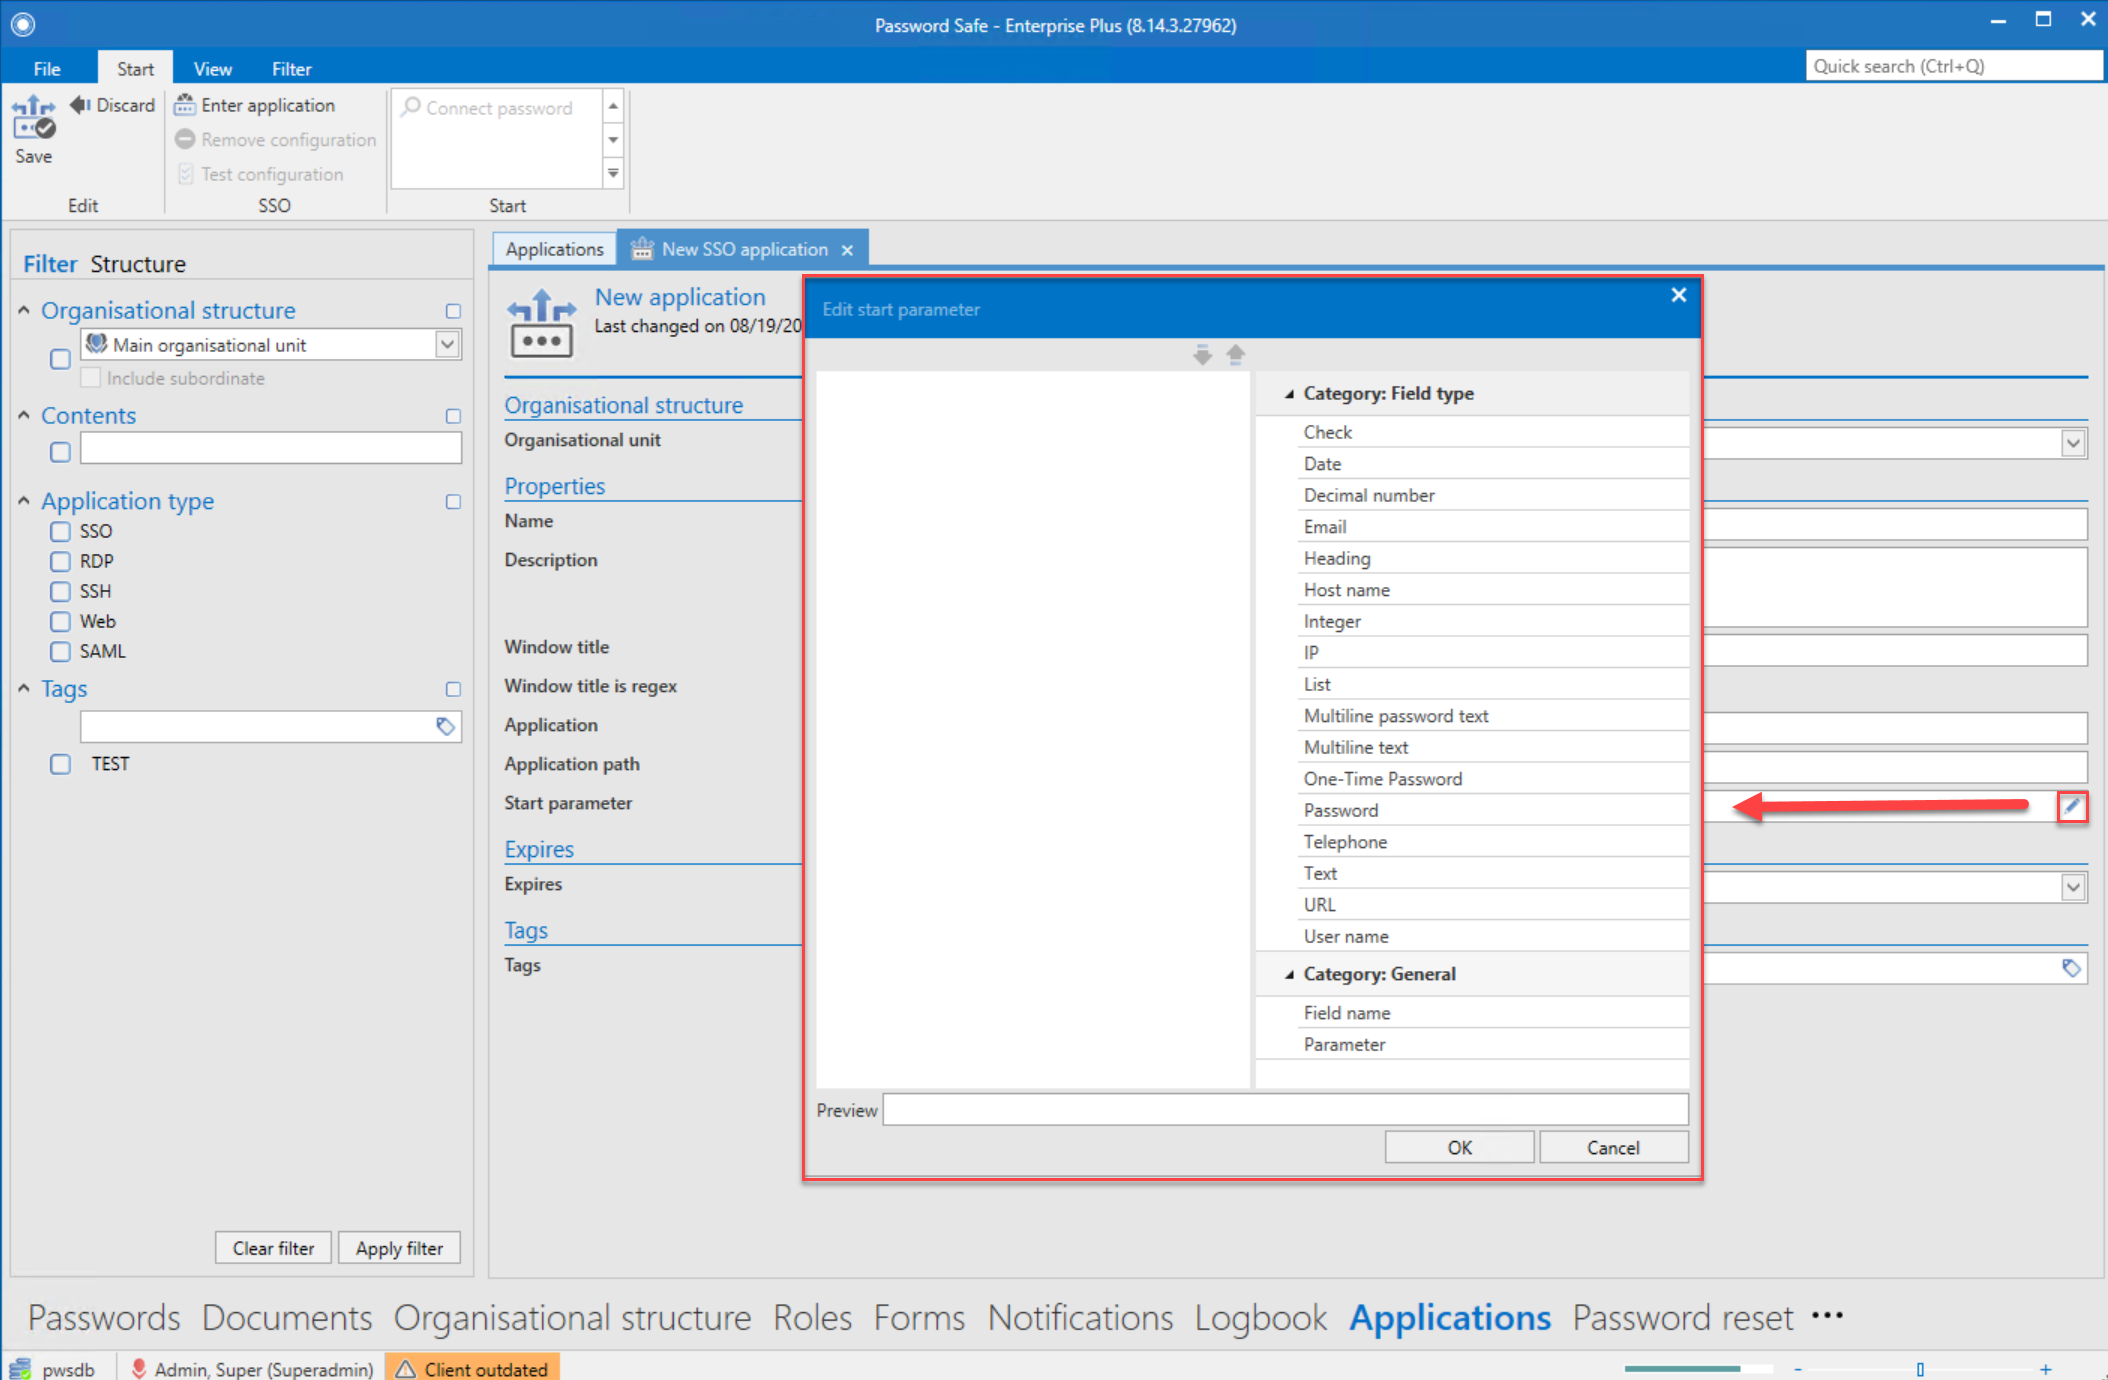 Password Safe - Enterprise Plus (8.14.3.27962)
File
Start
View
Filter
Quick search (Ctrl+Q)
Save
Discard
Edit
Enter application
Remove configuration
Test configuration
SSO
Connect password
Start
Filter Structure
Organisational structure
Main organisational unit
Include subordinate
Contents
Application type
SSO
RDP
SSH
Web
SAML
Tags
TEST
Clear filter
Apply filter
Applications
New SSO application
New application
Last changed on 08/19/20
Organisational structure
Organisational unit
Properties
Name
Description
Window title
Window title is regex
Application
Application path
Start parameter
Expires
Expires
Tags
Tags
Edit start parameter
Category: Field type
Check
Date
Decimal number
Email
Heading
Host name
Integer
IP
List
Multiline password text
Multiline text
One-Time Password
Password
Telephone
Text
URL
User name
Category: General
Field name
Parameter
Preview
OK
Cancel
Passwords Documents Organisational structure Roles Forms Notifications Logbook Applications Password reset •••
pwsdb
Admin, Super (Superadmin)
Client outdated
- +